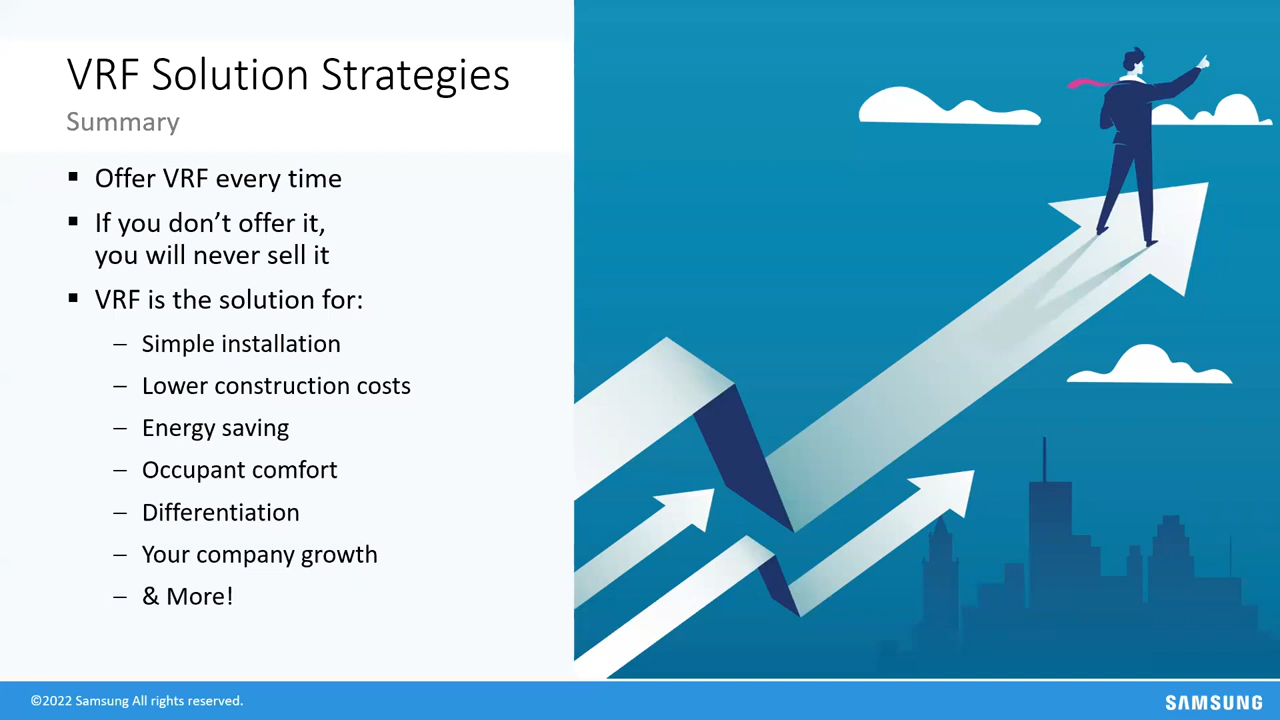 VRF Solution Strategies
Summary
▪ Offer VRF every time
▪ If you don’t offer it,
you will never sell it
▪ VRF is the solution for:
– Simple installation
– Lower construction costs
– Energy saving
– Occupant comfort
– Differentiation
– Your company growth
– & More!
©2022 Samsung All rights reserved.
SAMSUNG